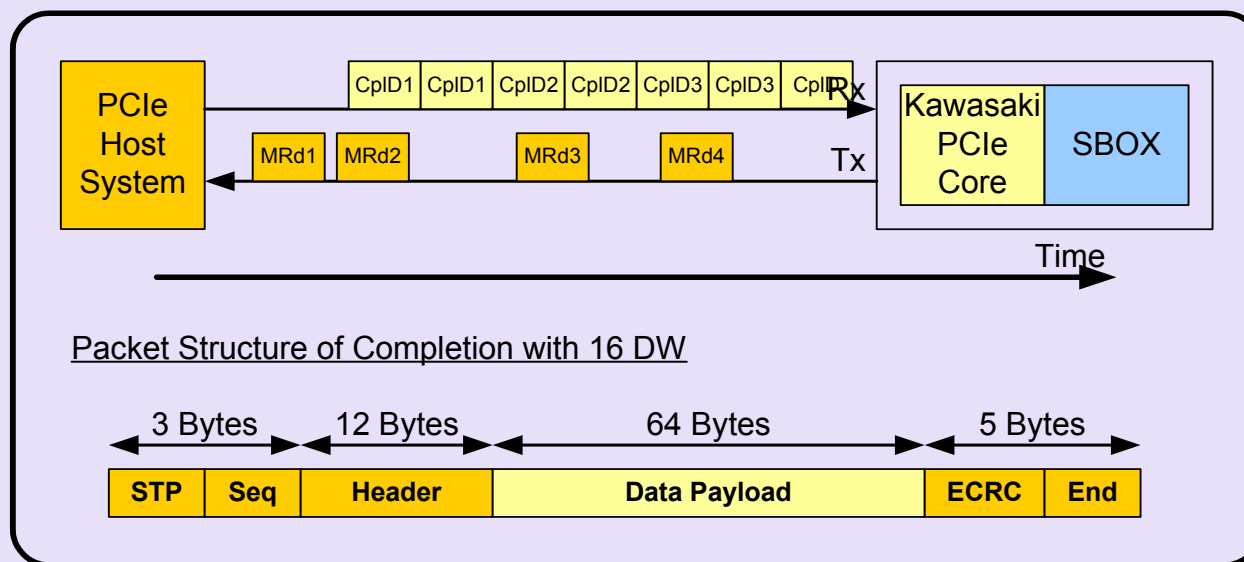 PCIe
Host
System
CplD1 CplD1 CplD2 CplD2 CplD3 CplD3 CplD
Rx
MRd1 MRd2 MRd3 MRd4
Tx
Kawasaki
PCIe
Core
SBOX
Time
Packet Structure of Completion with 16 DW
3 Bytes 12 Bytes 64 Bytes 5 Bytes
STP Seq Header Data Payload ECRC End